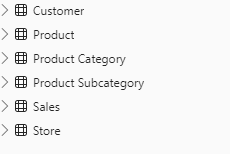 Customer
Product
Product Category
Product Subcategory
Sales
Store